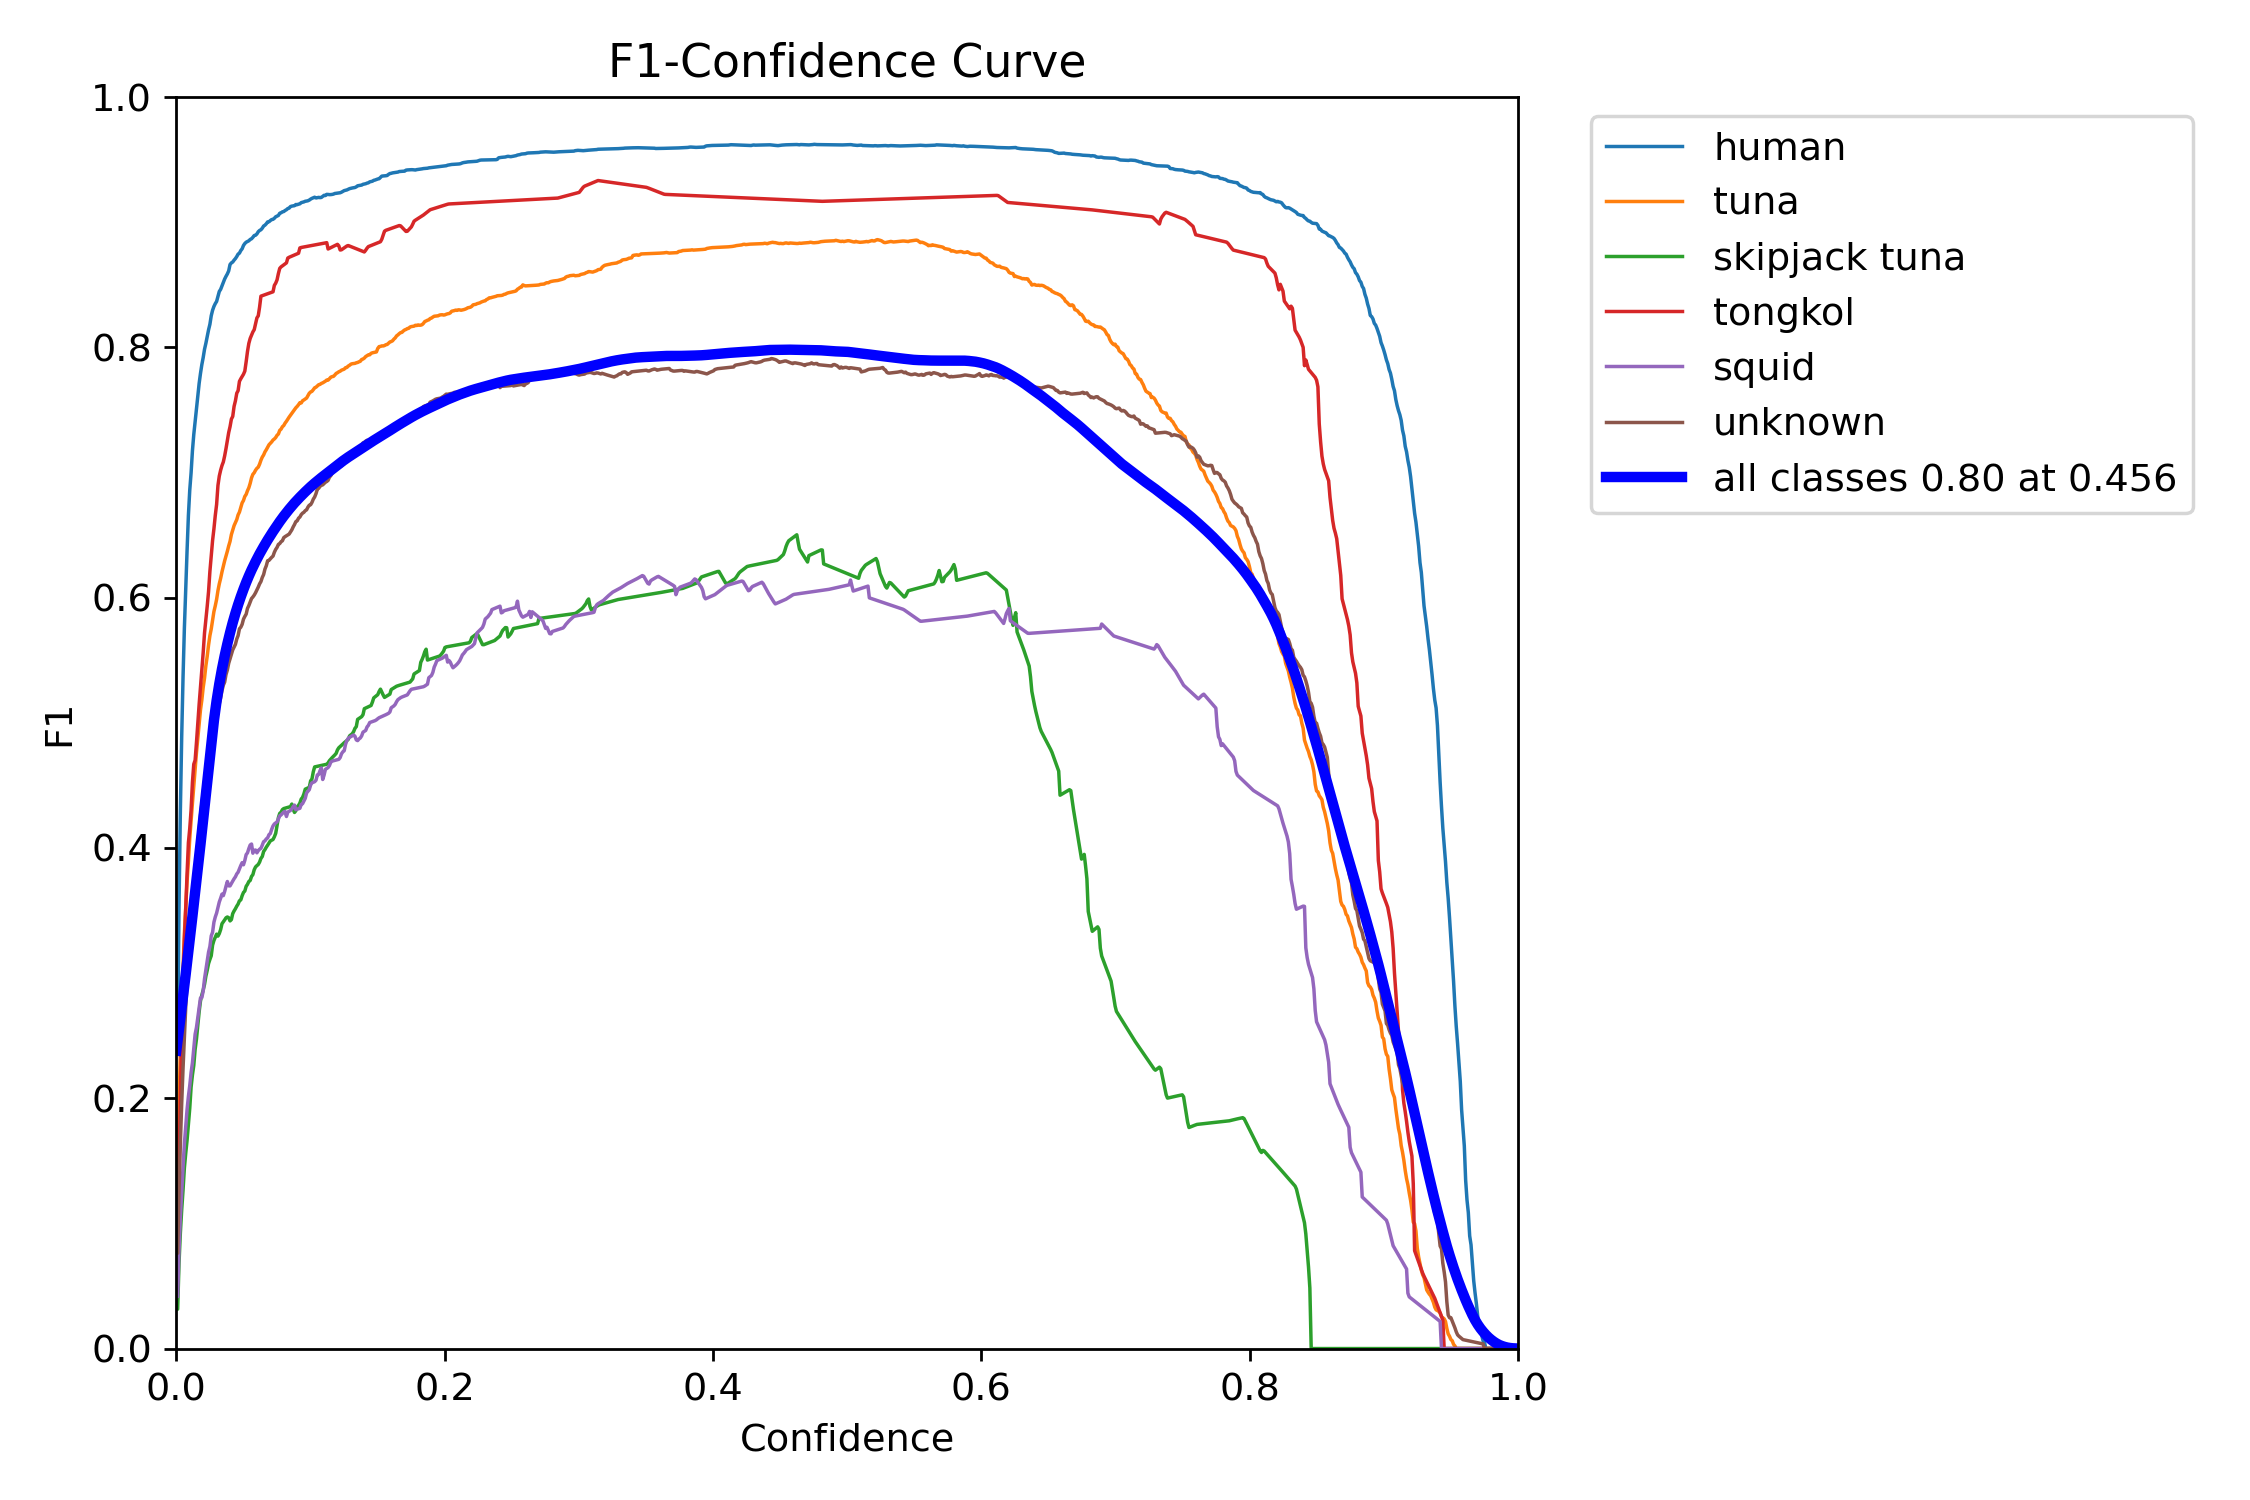 F1-Confidence Curve
1.0
0.8
0.6
0.4
0.2
0.0
F1
0.0 0.2 0.4 0.6 0.8 1.0
Confidence
human
tuna
skipjack tuna
tongkol
squid
unknown
all classes 0.80 at 0.456